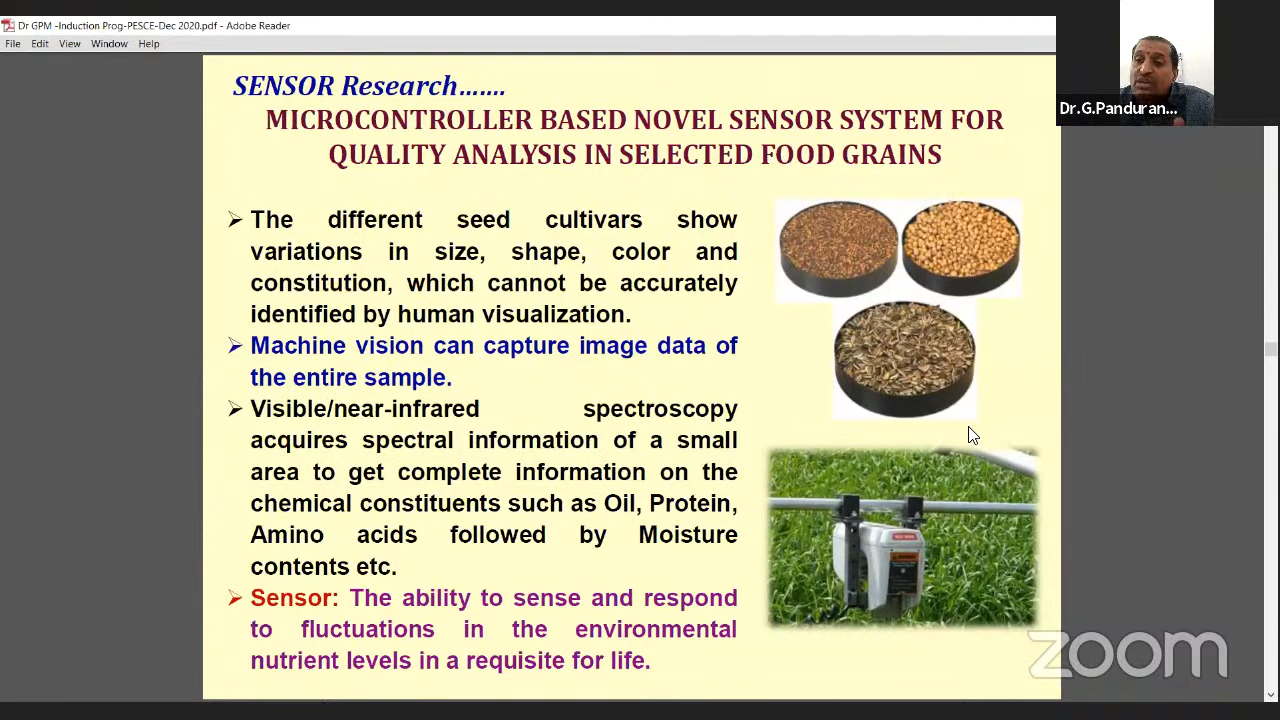 Dr GPM -Induction Prog-PESCE-Dec 2020.pdf - Adobe Reader
File Edit View Window Help
Dr.G.Panduran...
SENSOR Research.......
MICROCONTROLLER BASED NOVEL SENSOR SYSTEM FOR
QUALITY ANALYSIS IN SELECTED FOOD GRAINS
➢ The different seed cultivars show
variations in size, shape, color and
constitution, which cannot be accurately
identified by human visualization.
➢ Machine vision can capture image data of
the entire sample.
➢ Visible/near-infrared spectroscopy
acquires spectral information of a small
area to get complete information on the
chemical constituents such as Oil, Protein,
Amino acids followed by Moisture
contents etc.
➢ Sensor: The ability to sense and respond
to fluctuations in the environmental
nutrient levels in a requisite for life.
zoom